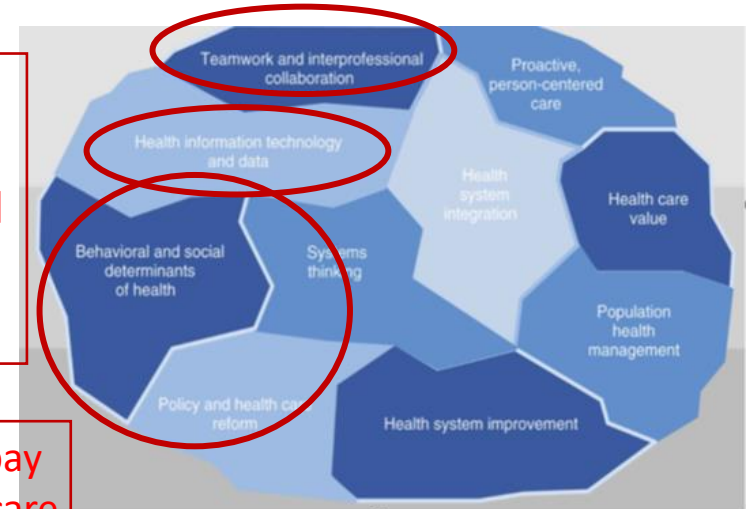 Teamwork and interprofessional
collaboration
Proactive,
person-centered
care
Health information technology
and data
Health
system
integration
Health care
value
Behavioral and social
determinants
of health
Systems
thinking
Population
health
management
Policy and health care
reform
Health system improvement
pay
care